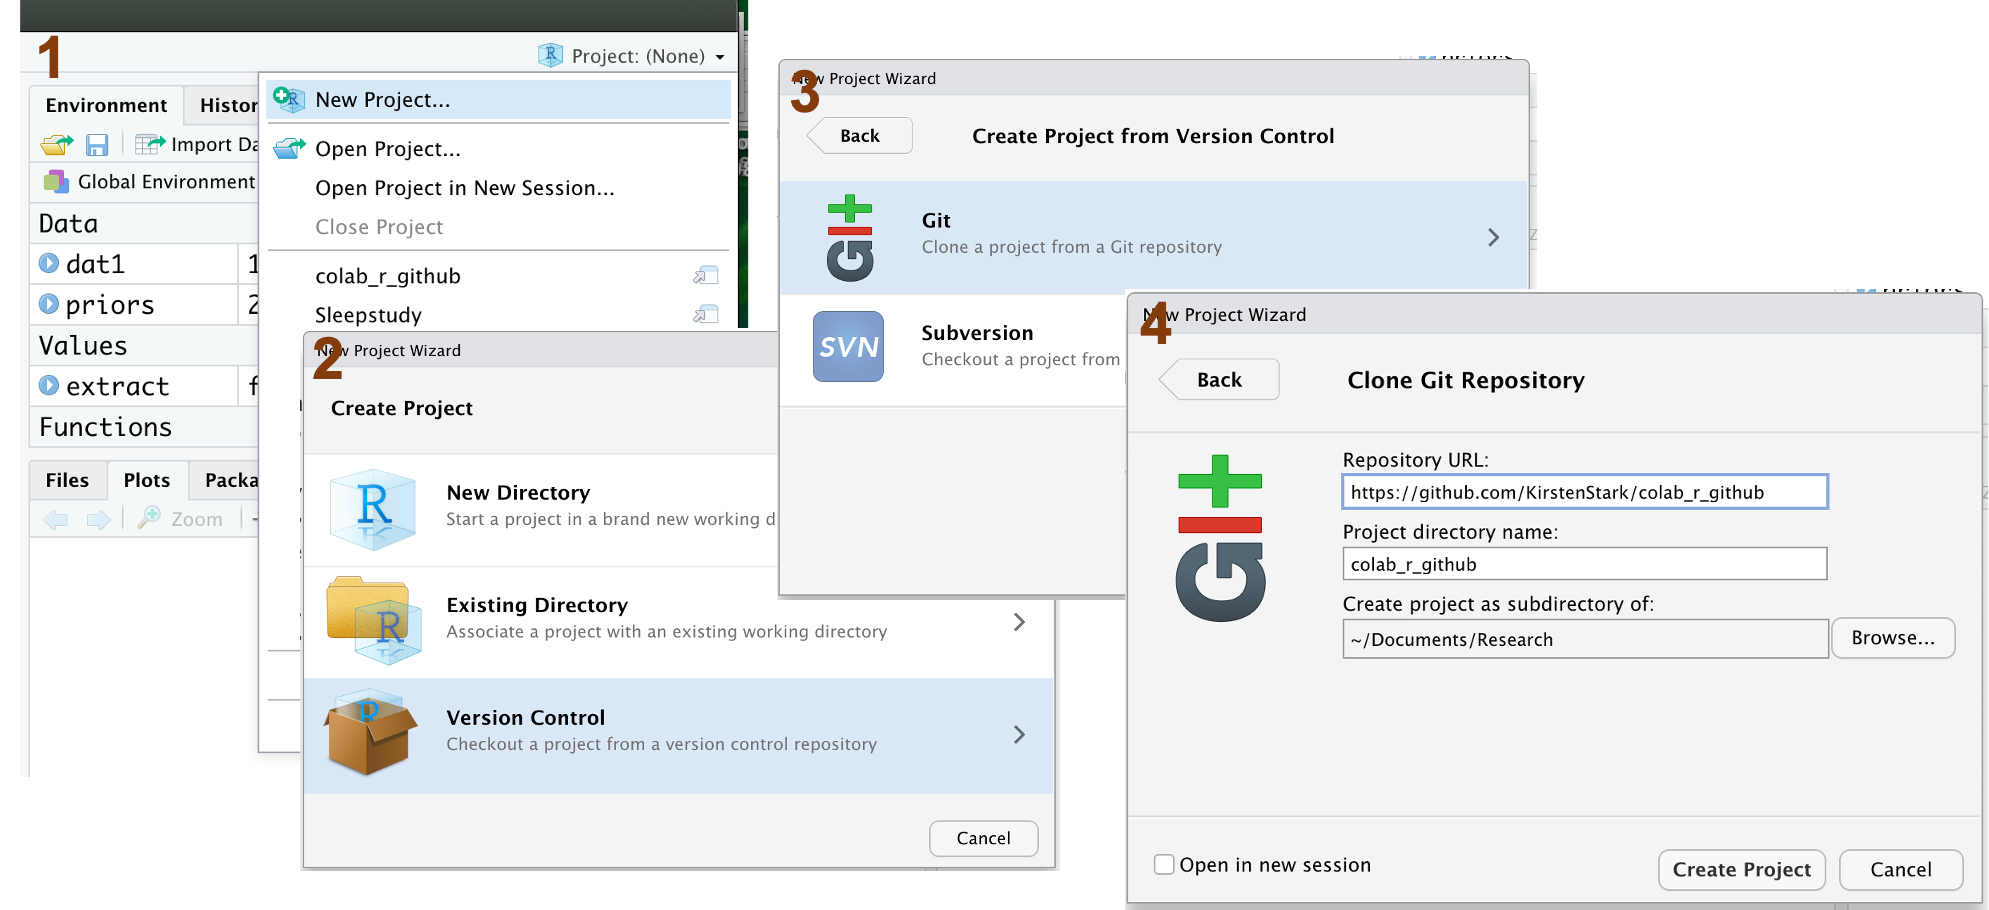 1
Project: (None)
Environment
New Project...
Import
Open Project...
Global Environment
Open Project in New Session...
Data
Close Project
dat1
colab_r_github
priors
Sleepstudy
Values
extract
Functions
Files
Plots
Zoom
2
New Project Wizard
Create Project
R
New Directory
Start a project in a brand new working
R
Existing Directory
Associate a project with an existing working directory
R
Version Control
Checkout a project from a version control repository
Cancel
3
New Project Wizard
Back
Create Project from Version Control
Git
Git
Clone a project from a Git repository
SVN
Subversion
Checkout a project from
4
New Project Wizard
Back
Clone Git Repository
Git
Repository URL:
https://github.com/KirstenStark/colab_r_github
Project directory name:
colab_r_github
Create project as subdirectory of:
~/Documents/Research
Browse...
Open in new session
Create Project
Cancel